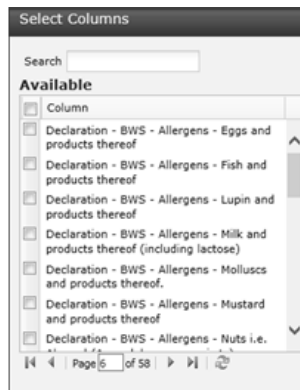 Select Columns
Search
Available
Column
Declaration - BWS - Allergens - Eggs and
products thereof
Declaration - BWS - Allergens - Fish and
products thereof
Declaration - BWS - Allergens - Lupin and
products thereof
Declaration - BWS - Allergens - Milk and
products thereof (including lactose)
Declaration - BWS - Allergens - Molluscs
and products thereof.
Declaration - BWS - Allergens - Mustard
and products thereof
Declaration - BWS - Allergens - Nuts i.e.
Page 6 of 58